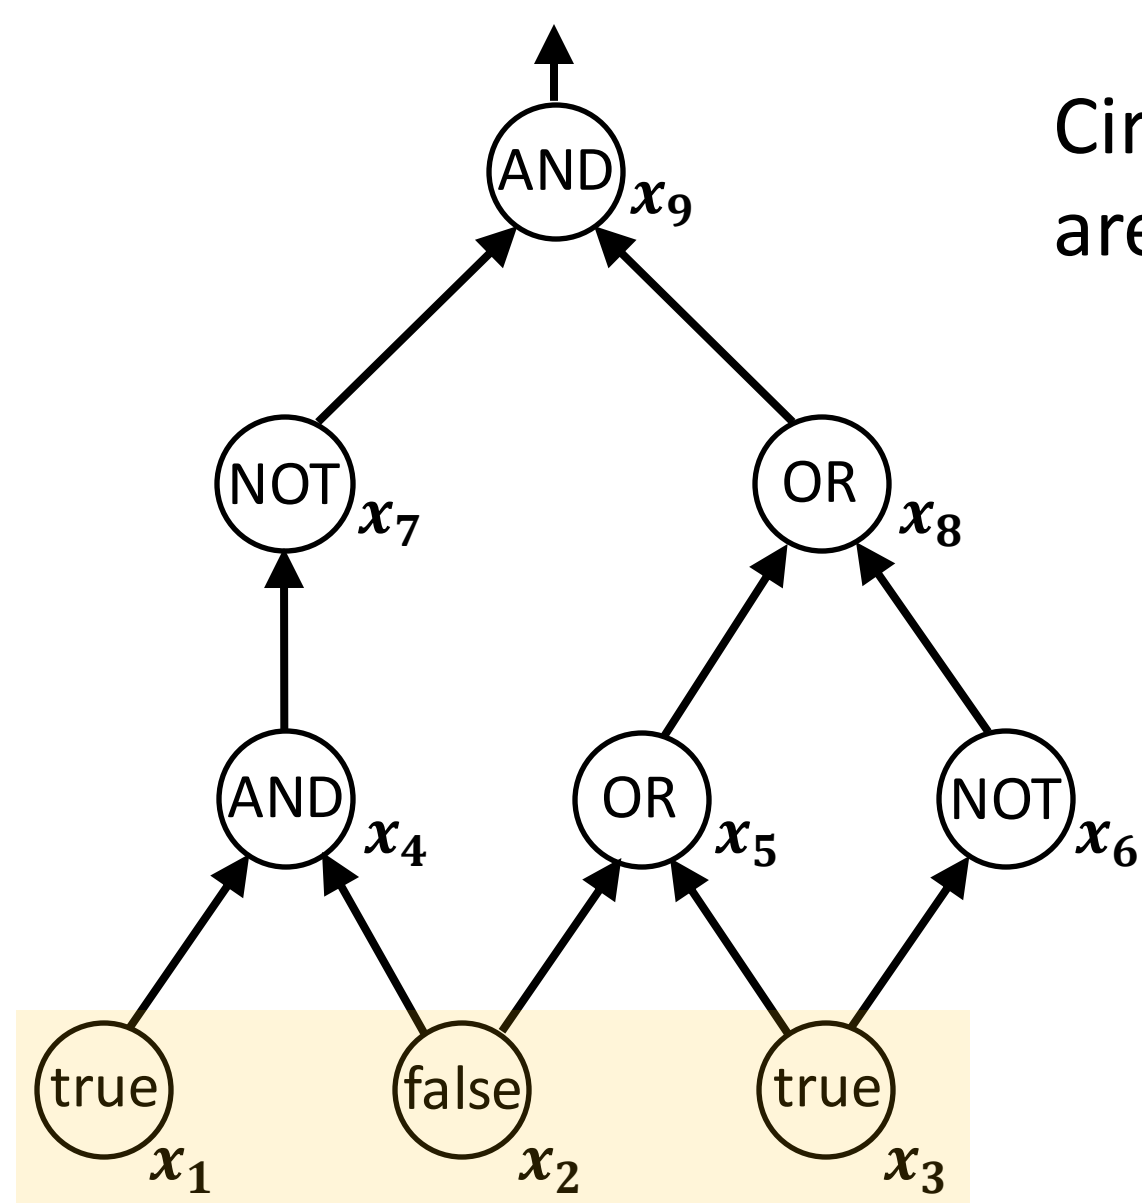 AND x₉
Cir
are
NOT x₇
OR x₈
AND x₄
OR x₅
NOT x₆
true x₁
false x₂
true x₃